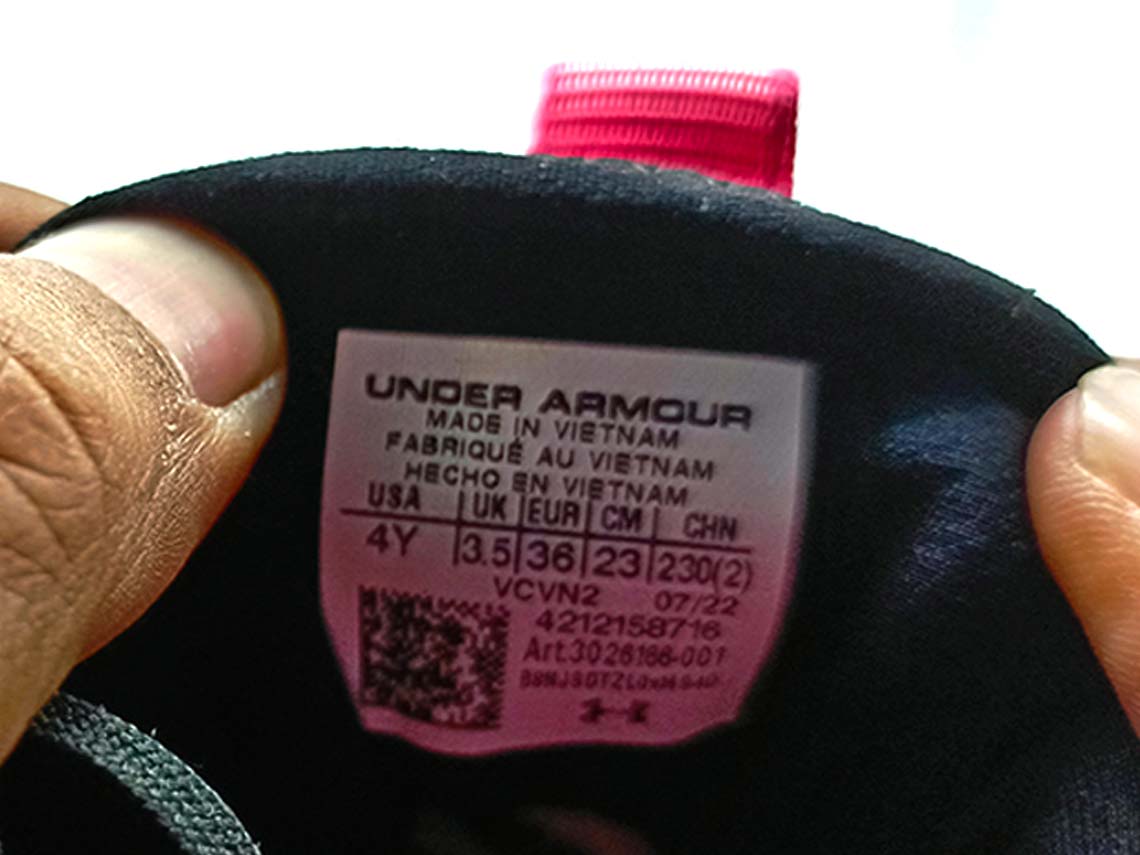 UNDER ARMOUR
MADE IN VIETNAM
FABRIQUÉ AU VIETNAM
HECHO EN VIETNAM
USA UK EUR CM CHN
4Y 3.5 36 23 230(2)
VCVN2 07/22
4212158716
Art.3026166-001